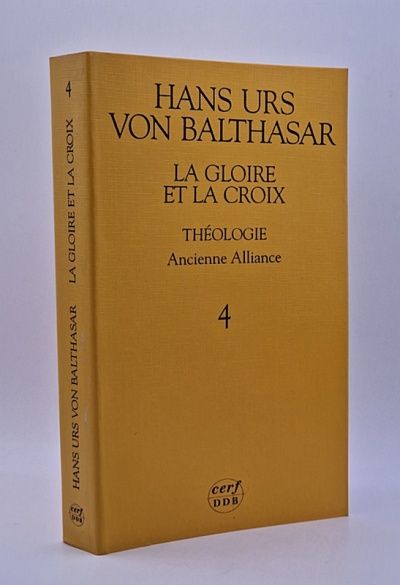 HANS URS
VON BALTHASAR
LA GLOIRE
ET LA CROIX
THÉOLOGIE
Ancienne Alliance
4
cerf
DDB
4
LA GLOIRE ET LA CROIX
HANS URS VON BALTHASAR
cerf
DDB